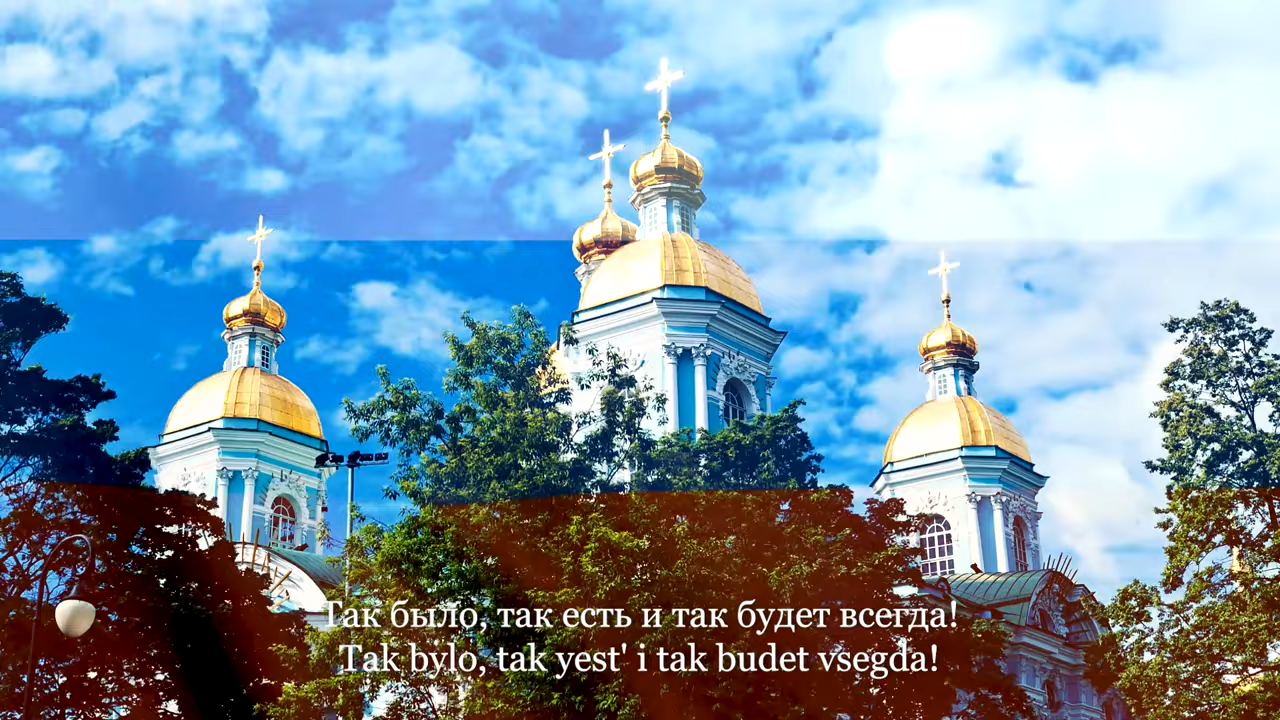 Так было, так есть и так будет всегда!
Tak bylo, tak yest' i tak budet vsegda!